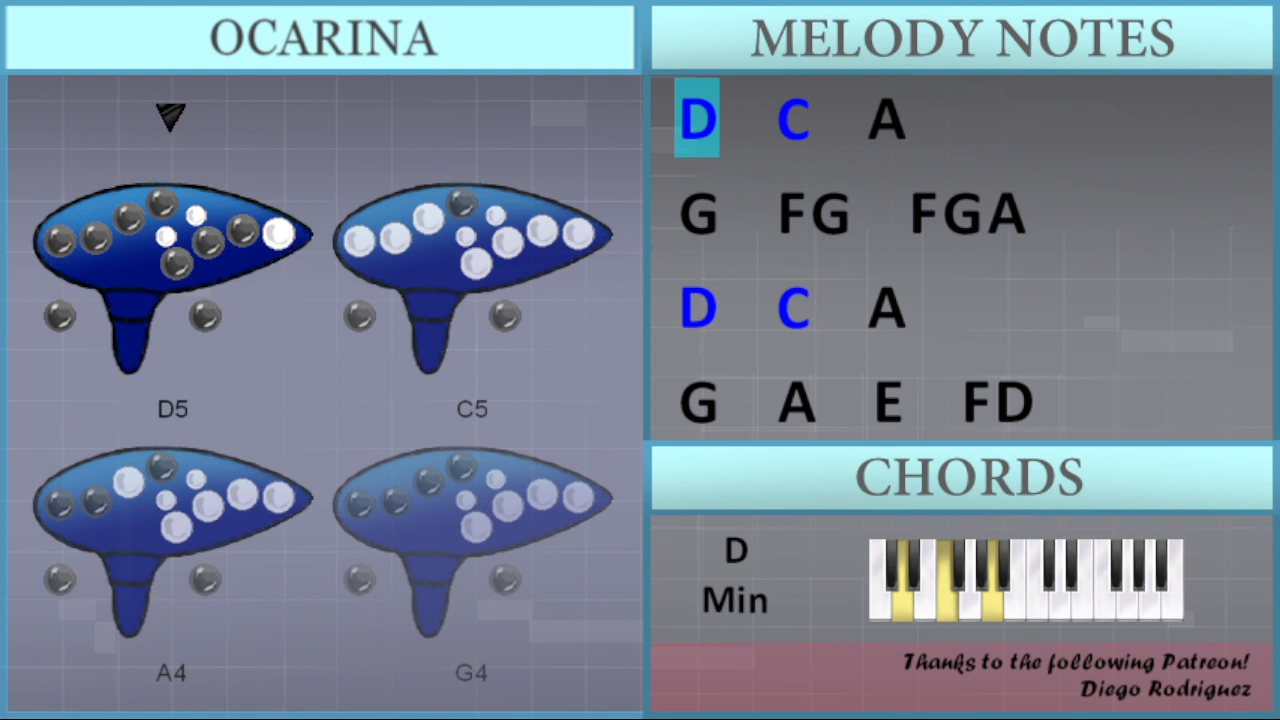 OCARINA
D5 C5
A4 G4
MELODY NOTES
D C A
G FG FGA
D C A
G A E FD
CHORDS
D
Min
Thanks to the following Patreon!
Diego Rodriguez